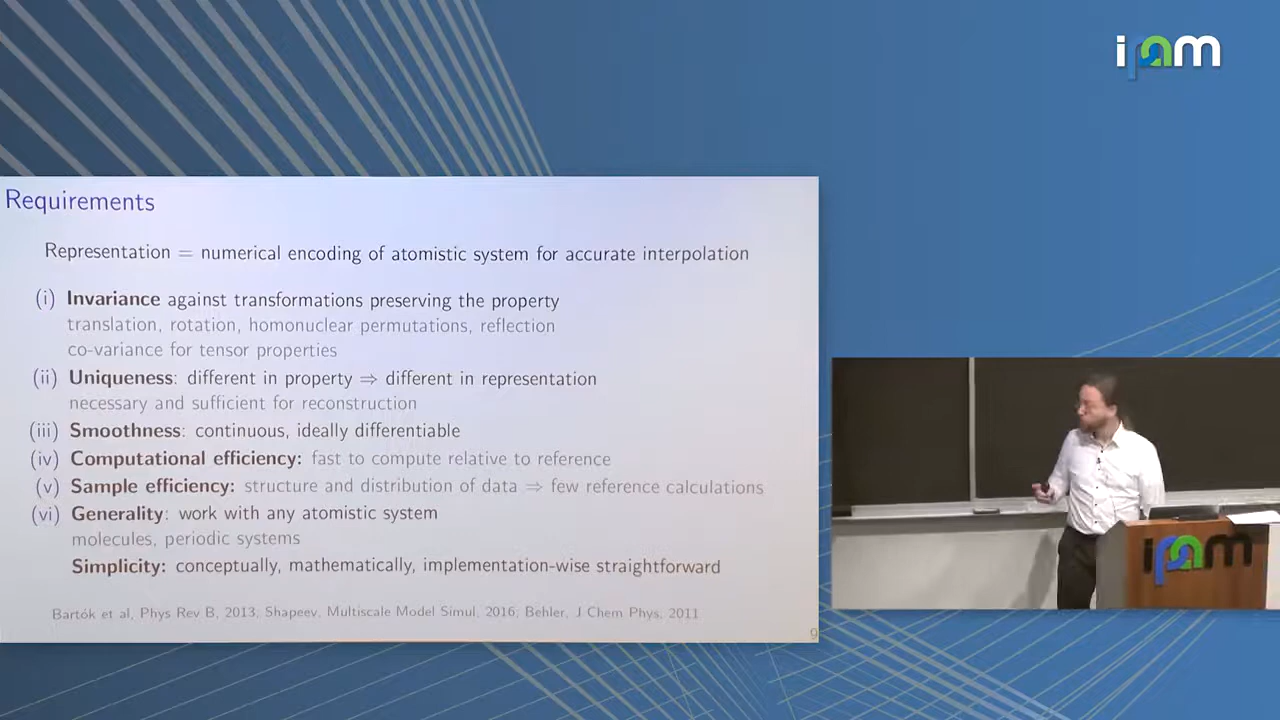 ipam
Requirements
Representation = numerical encoding of atomistic system for accurate interpolation
(i) Invariance against transformations preserving the property
translation, rotation, homonuclear permutations, reflection
co-variance for tensor properties
(ii) Uniqueness: different in property ⇒ different in representation
necessary and sufficient for reconstruction
(iii) Smoothness: continuous, ideally differentiable
(iv) Computational efficiency: fast to compute relative to reference
(v) Sample efficiency: structure and distribution of data ⇒ few reference calculations
(vi) Generality: work with any atomistic system
molecules, periodic systems
Simplicity: conceptually, mathematically, implementation-wise straightforward
Bartók et al, Phys Rev B, 2013; Shapeev, Multiscale Model Simul, 2016; Behler, J Chem Phys, 2011
9
ipam